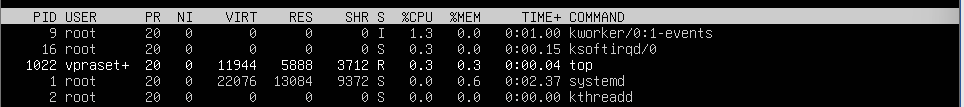 PID USER PR NI VIRT RES SHR S %CPU %MEM TIME+ COMMAND
9 root 20 0 0 0 0 I 1.3 0.0 0:01.00 kworker/0:1-events
16 root 20 0 0 0 0 S 0.3 0.0 0:00.15 ksoftirqd/0
1022 vpraset+ 20 0 11944 5888 3712 R 0.3 0.3 0:00.04 top
1 root 20 0 22076 13084 9372 S 0.0 0.6 0:02.37 systemd
2 root 20 0 0 0 0 S 0.0 0.0 0:00.00 kthreadd